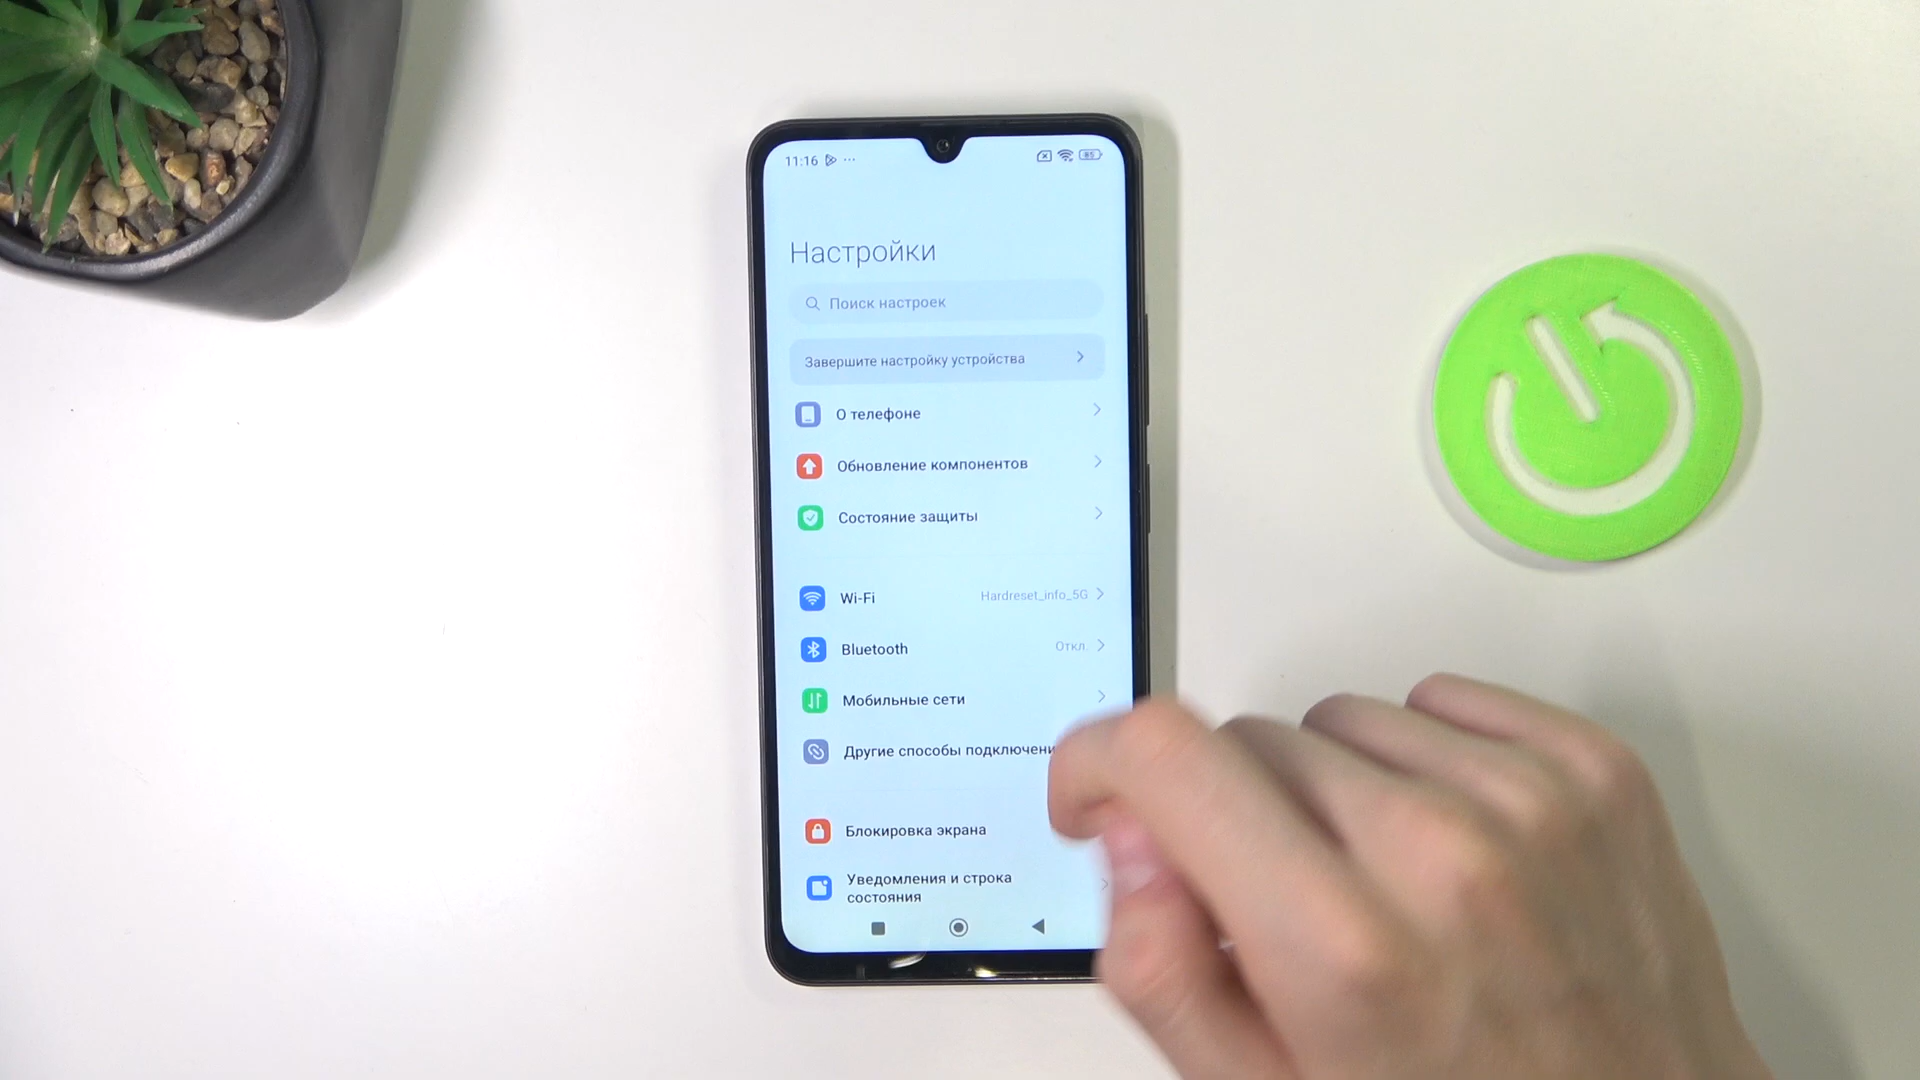 11:16
85
Настройки
Поиск настроек
Завершите настройку устройства
О телефоне
Обновление компонентов
Состояние защиты
Wi-Fi
Hardreset_info_5G
Bluetooth
Откл.
Мобильные сети
Другие способы подключени
Блокировка экрана
Уведомления и строка
состояния